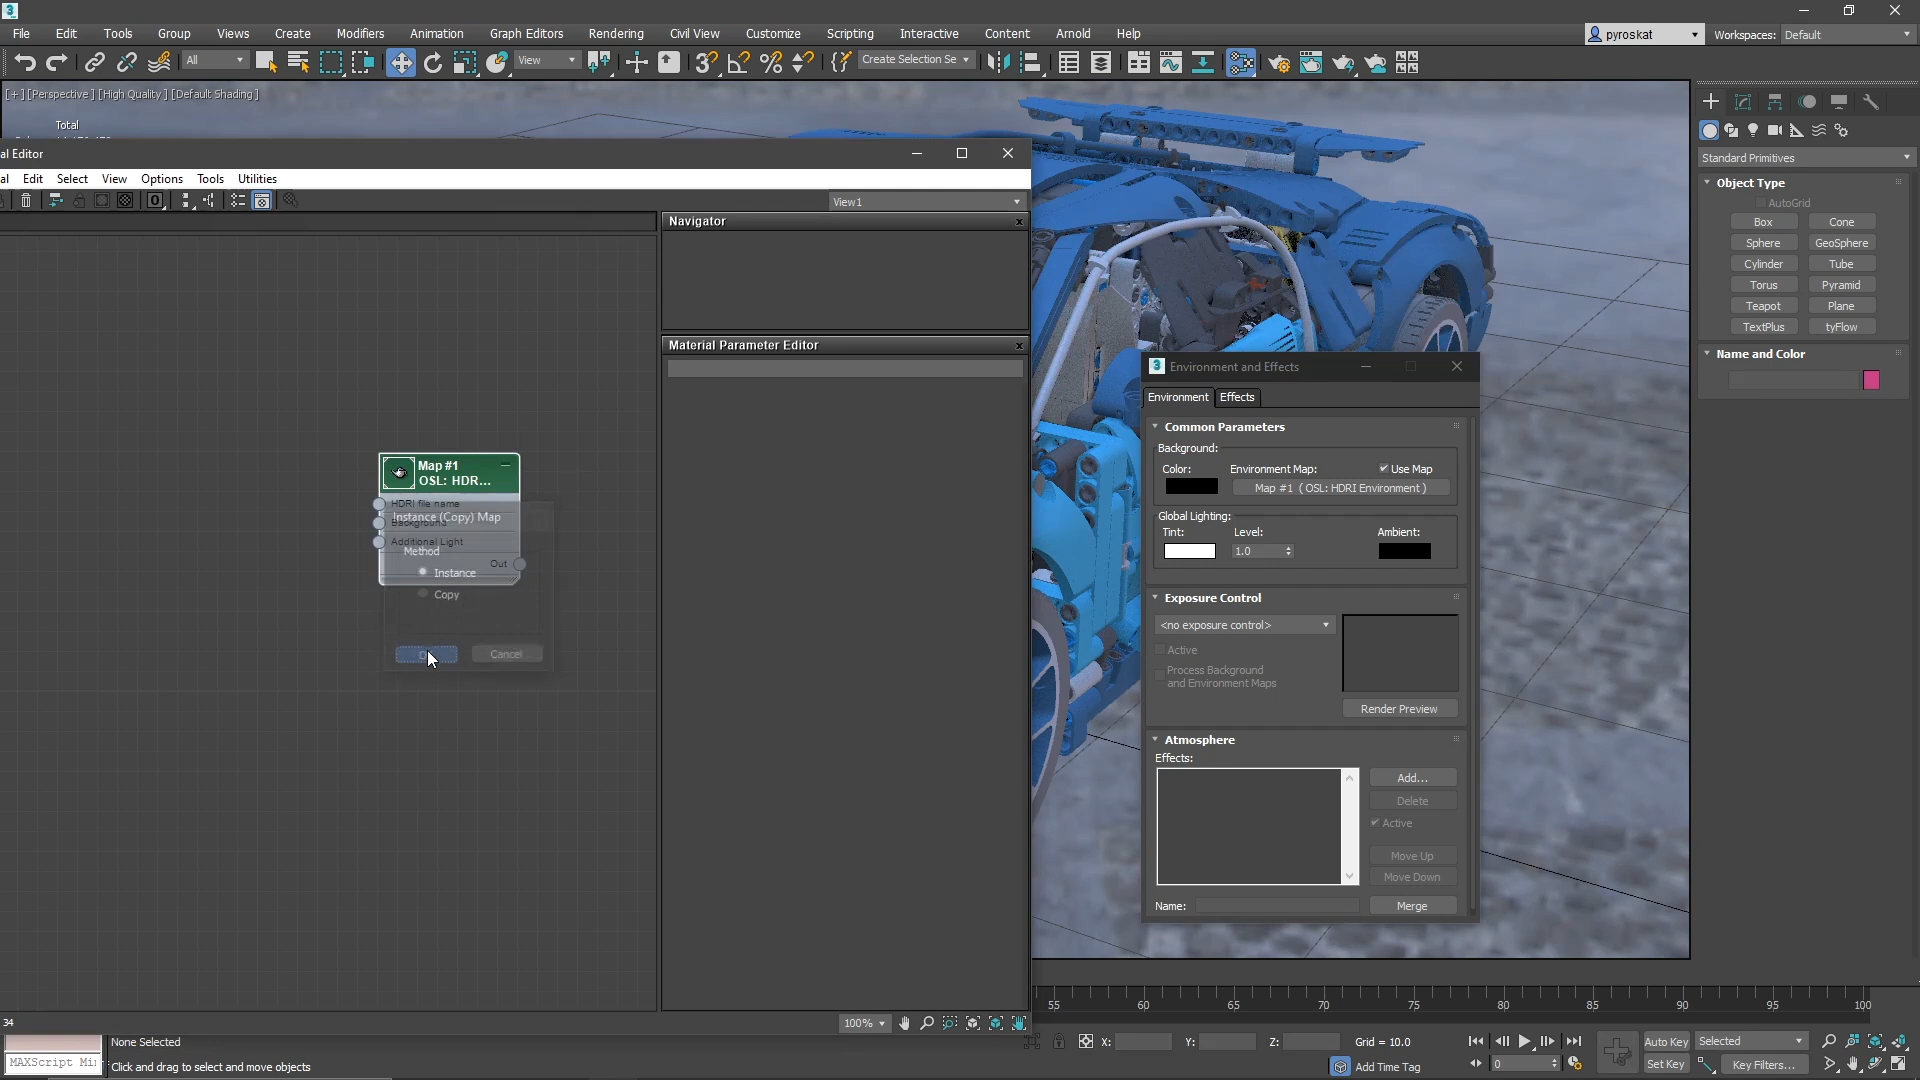 File Edit Tools Group Views Create Modifiers Animation Graph Editors Rendering Civil View Customize Scripting Interactive Content Arnold Help
pyroskat
Workspaces: Default
All
View
Create Selection Se
[+] [Perspective] [High Quality] [Default Shading]
Total
al Editor
al Edit Select View Options Tools Utilities
View1
Navigator
Material Parameter Editor
Map #1
OSL: HDR...
HDRI file name
Background
Additional Light
Out
Instance (Copy) Map
Method
Instance
Copy
Cancel
Environment and Effects
Environment Effects
Common Parameters
Background:
Color: Environment Map: Use Map
Map #1 (OSL: HDRI Environment)
Global Lighting:
Tint: Level: Ambient:
1.0
Exposure Control
<no exposure control>
Active
Process Background
and Environment Maps
Render Preview
Atmosphere
Effects:
Add...
Delete
Active
Move Up
Move Down
Name:
Merge
Standard Primitives
Object Type
AutoGrid
Box Cone
Sphere GeoSphere
Cylinder Tube
Torus Pyramid
Teapot Plane
TextPlus tyFlow
Name and Color
100%
55 60 65 70 75 80 85 90 95 100
34
None Selected
X: Y: Z: Grid = 10.0
Auto Key Selected
MAXScript Mi
Click and drag to select and move objects
Add Time Tag
0
Set Key
Key Filters...